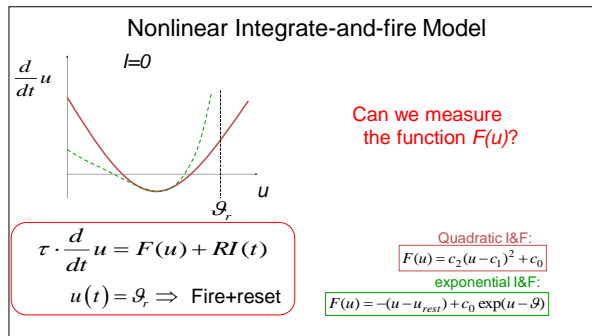 Nonlinear Integrate-and-fire Model
I=0
d/dt u
Can we measure
the function F(u)?
u
ϑ_r
τ · d/dt u = F(u) + RI(t)
u(t) = ϑ_r ⇒ Fire+reset
Quadratic I&F:
F(u) = c_2(u − c_1)^2 + c_0
exponential I&F:
F(u) = −(u − u_rest) + c_0 exp(u − ϑ)